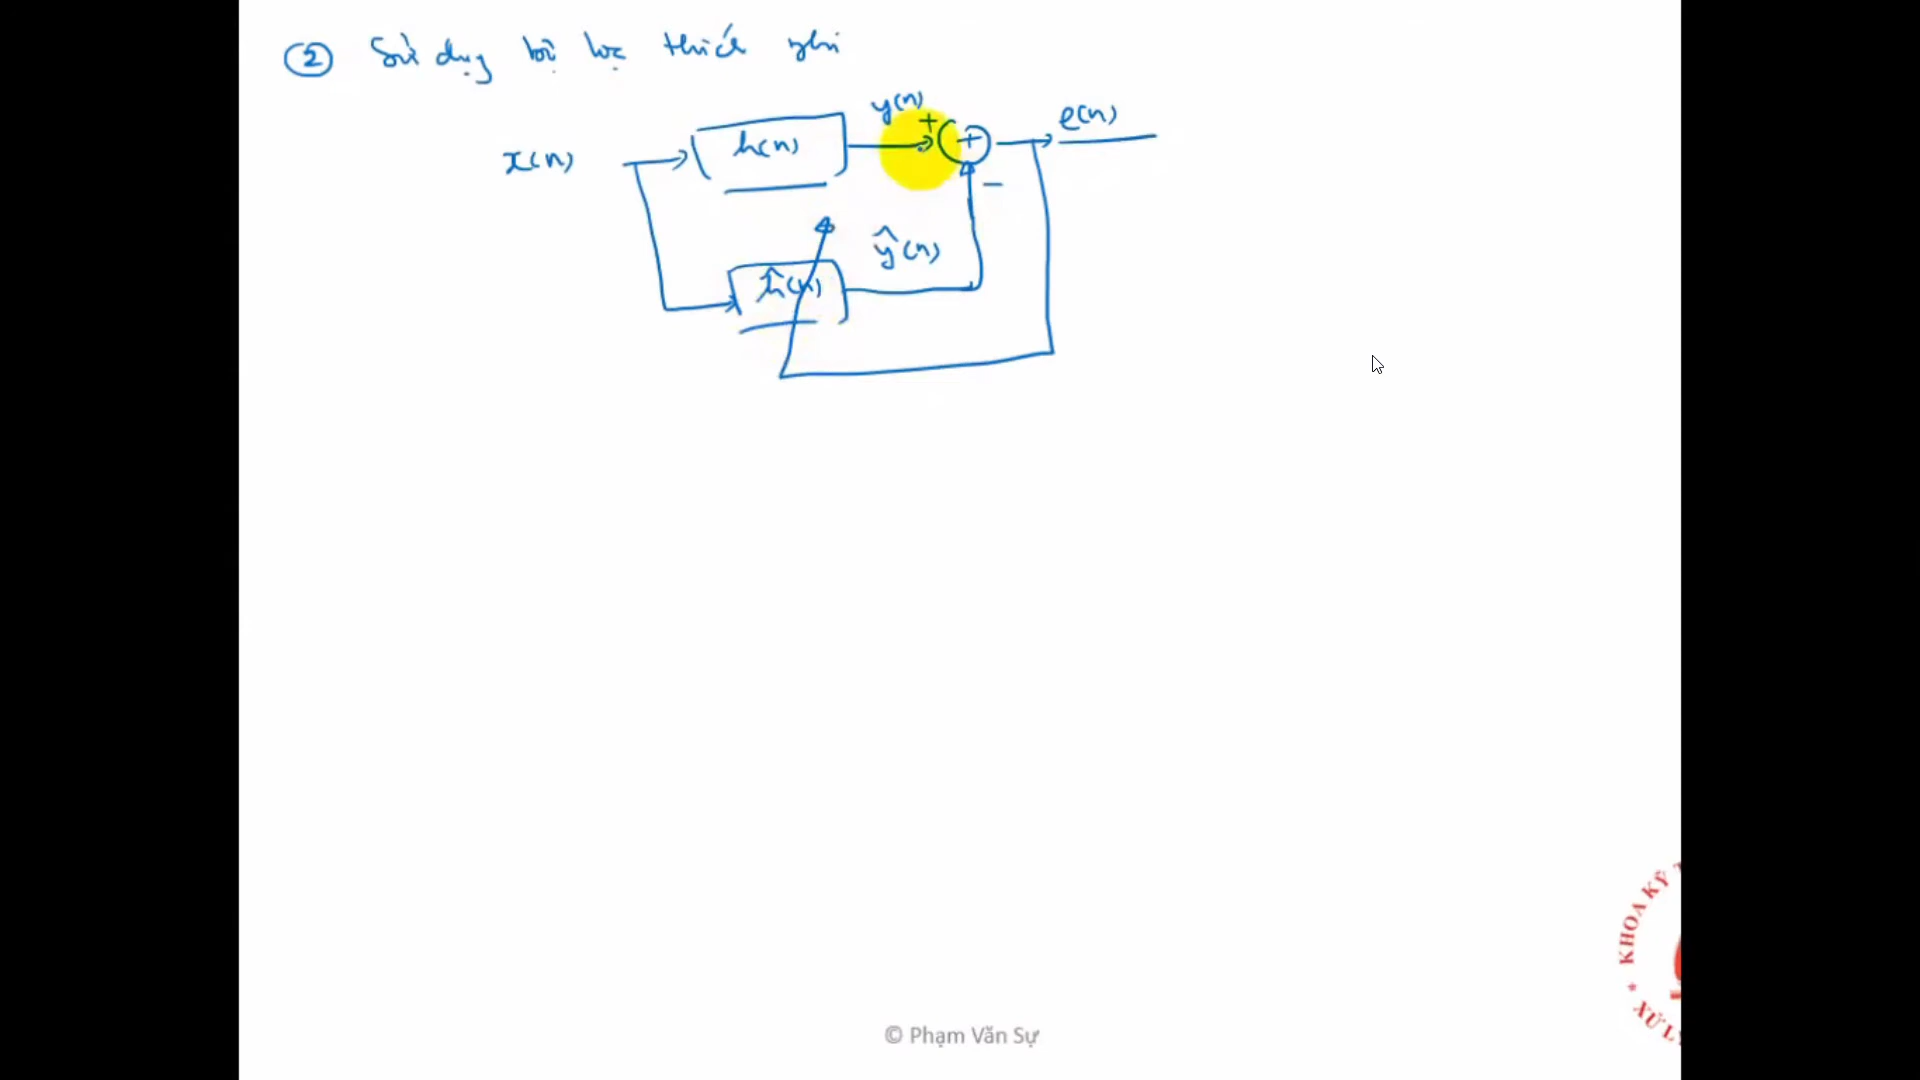 ② Sử dụng bộ lọc thích nghi
y(n)
+
e(n)
x(n)
h(n)
+
−
ŷ(n)
ĥ(n)
KHOA KỸ
* XỬ L
© Phạm Văn Sự